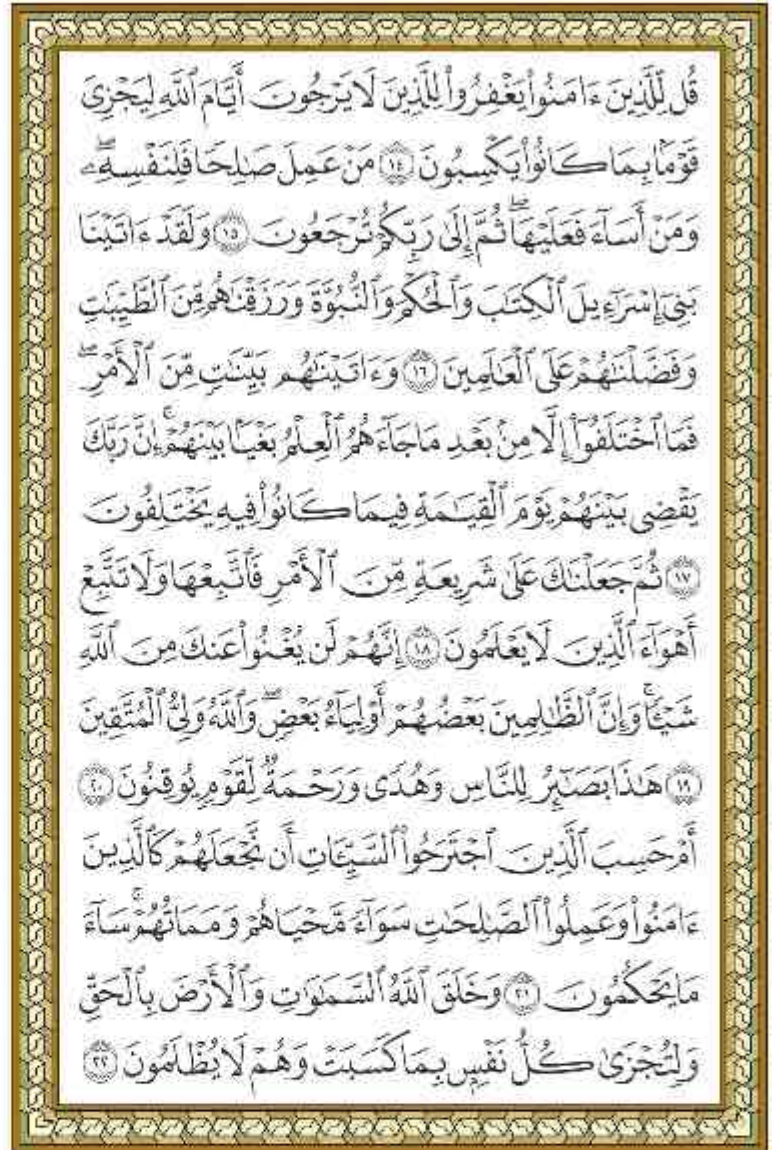 قُل لِّلَّذِينَ ءَامَنُوا۟ يَغْفِرُوا۟ لِلَّذِينَ لَا يَرْجُونَ أَيَّامَ ٱللَّهِ لِيَجْزِىَ
قَوْمًۢا بِمَا كَانُوا۟ يَكْسِبُونَ ١٤ مَنْ عَمِلَ صَـٰلِحًا فَلِنَفْسِهِۦ ۖ
وَمَنْ أَسَآءَ فَعَلَيْهَا ۖ ثُمَّ إِلَىٰ رَبِّكُمْ تُرْجَعُونَ ١٥ وَلَقَدْ ءَاتَيْنَا
بَنِىٓ إِسْرَٰٓءِيلَ ٱلْكِتَـٰبَ وَٱلْحُكْمَ وَٱلنُّبُوَّةَ وَرَزَقْنَـٰهُم مِّنَ ٱلطَّيِّبَـٰتِ
وَفَضَّلْنَـٰهُمْ عَلَى ٱلْعَـٰلَمِينَ ١٦ وَءَاتَيْنَـٰهُم بَيِّنَـٰتٍ مِّنَ ٱلْأَمْرِ ۖ
فَمَا ٱخْتَلَفُوٓا۟ إِلَّا مِنۢ بَعْدِ مَا جَآءَهُمُ ٱلْعِلْمُ بَغْيًۢا بَيْنَهُمْ ۚ إِنَّ رَبَّكَ
يَقْضِى بَيْنَهُمْ يَوْمَ ٱلْقِيَـٰمَةِ فِيمَا كَانُوا۟ فِيهِ يَخْتَلِفُونَ
١٧ ثُمَّ جَعَلْنَـٰكَ عَلَىٰ شَرِيعَةٍ مِّنَ ٱلْأَمْرِ فَٱتَّبِعْهَا وَلَا تَتَّبِعْ
أَهْوَآءَ ٱلَّذِينَ لَا يَعْلَمُونَ ١٨ إِنَّهُمْ لَن يُغْنُوا۟ عَنكَ مِنَ ٱللَّهِ
شَيْـًٔا ۚ وَإِنَّ ٱلظَّـٰلِمِينَ بَعْضُهُمْ أَوْلِيَآءُ بَعْضٍ ۖ وَٱللَّهُ وَلِىُّ ٱلْمُتَّقِينَ
١٩ هَـٰذَا بَصَـٰٓئِرُ لِلنَّاسِ وَهُدًى وَرَحْمَةٌ لِّقَوْمٍ يُوقِنُونَ ٢٠
أَمْ حَسِبَ ٱلَّذِينَ ٱجْتَرَحُوا۟ ٱلسَّيِّـَٔاتِ أَن نَّجْعَلَهُمْ كَٱلَّذِينَ
ءَامَنُوا۟ وَعَمِلُوا۟ ٱلصَّـٰلِحَـٰتِ سَوَآءً مَّحْيَاهُمْ وَمَمَاتُهُمْ ۚ سَآءَ
مَا يَحْكُمُونَ ٢١ وَخَلَقَ ٱللَّهُ ٱلسَّمَـٰوَٰتِ وَٱلْأَرْضَ بِٱلْحَقِّ
وَلِتُجْزَىٰ كُلُّ نَفْسٍۭ بِمَا كَسَبَتْ وَهُمْ لَا يُظْلَمُونَ ٢٢